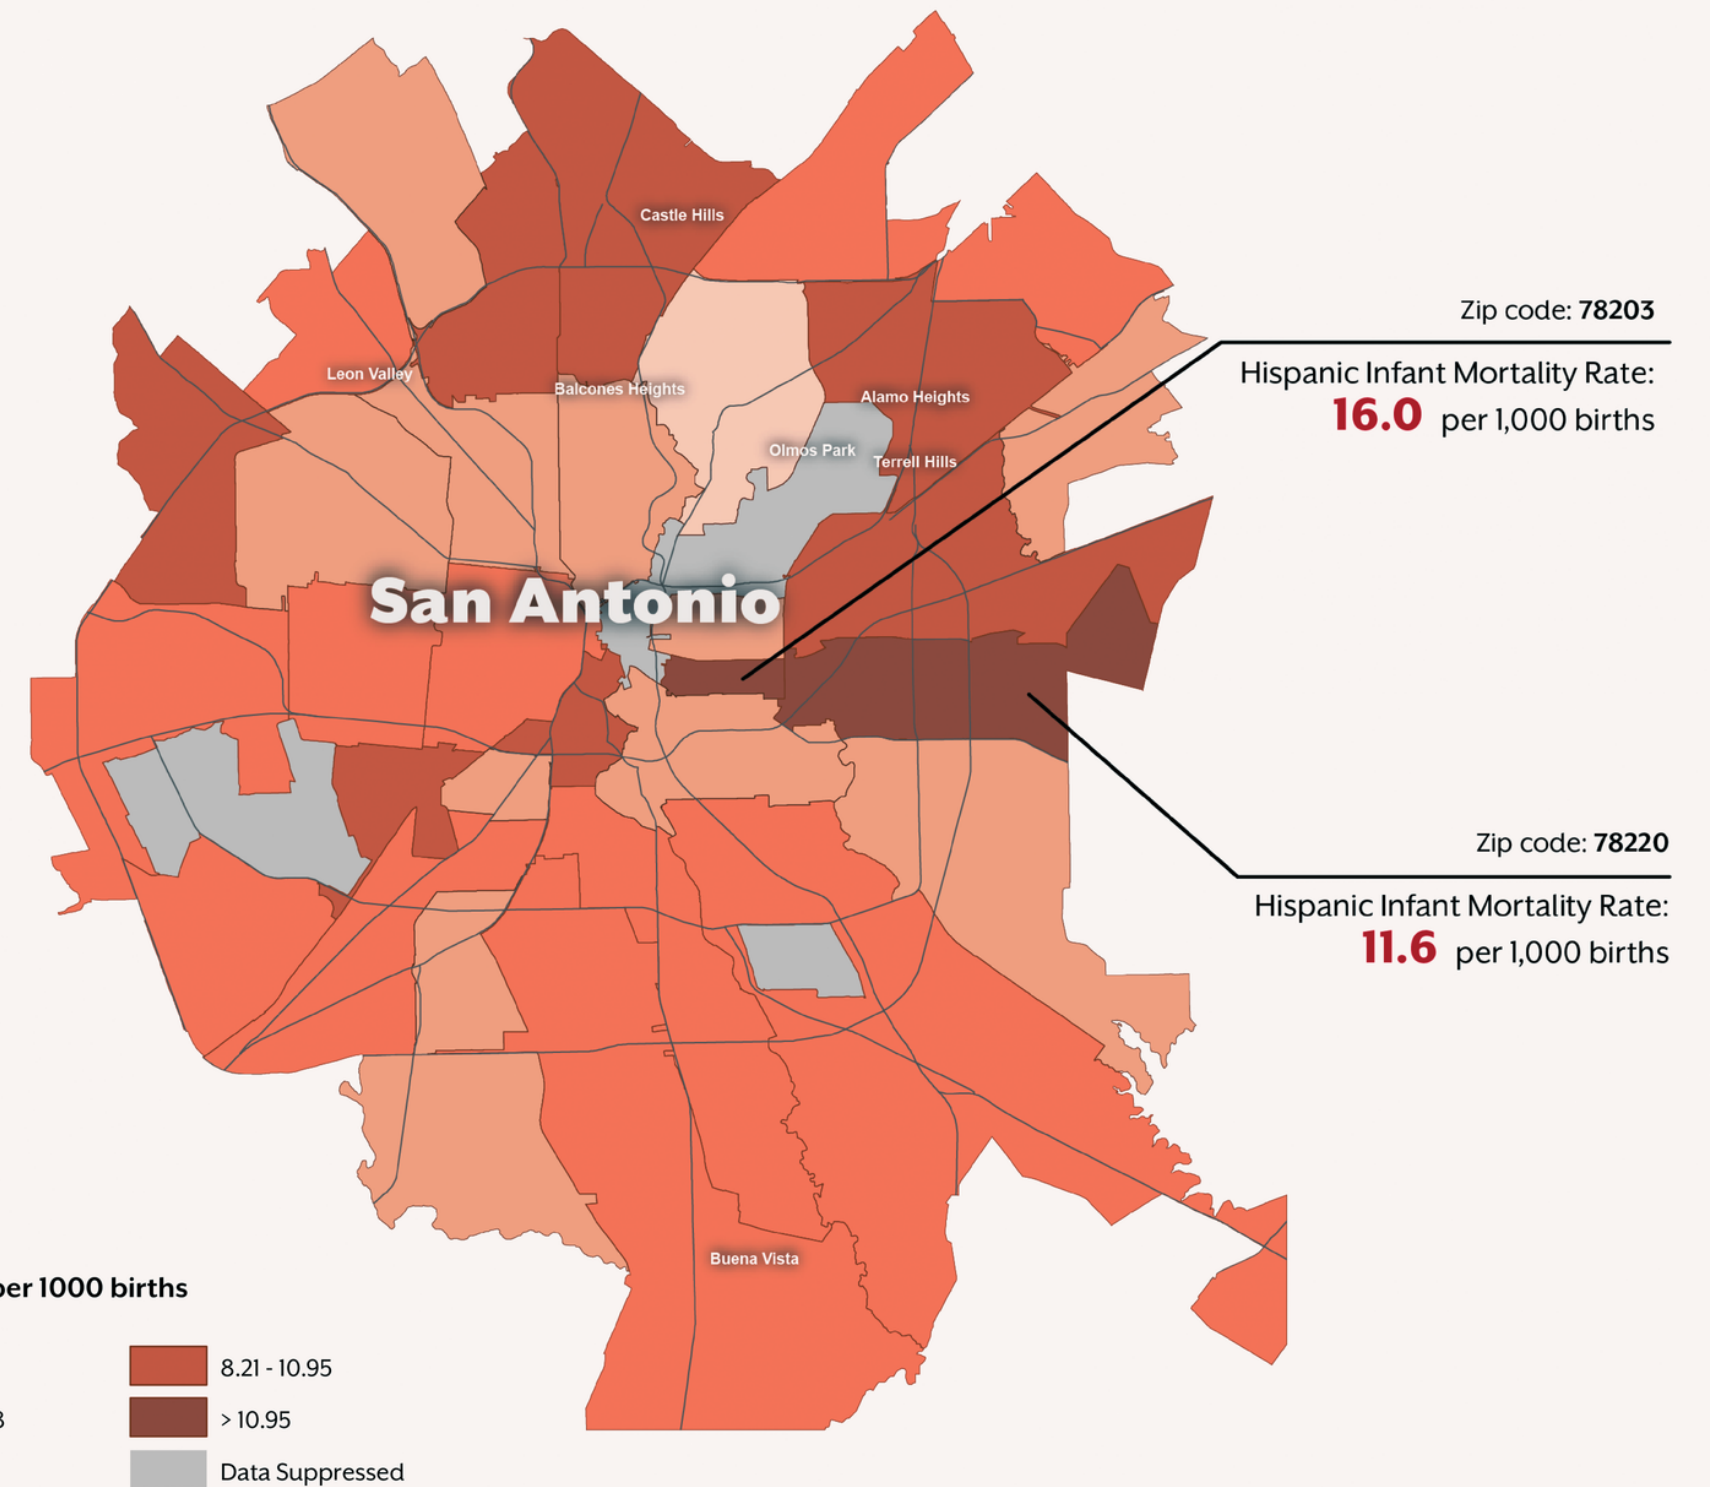 Castle Hills
Zip code: 78203
Leon Valley
Hispanic Infant Mortality Rate:
Balcones Heights
Alamo Heights
16.0 per 1,000 births
Olmos Park
Terrell Hills
San Antonio
Zip code: 78220
Hispanic Infant Mortality Rate:
11.6 per 1,000 births
Buena Vista
per 1000 births
8.21 - 10.95
> 10.95
Data Suppressed